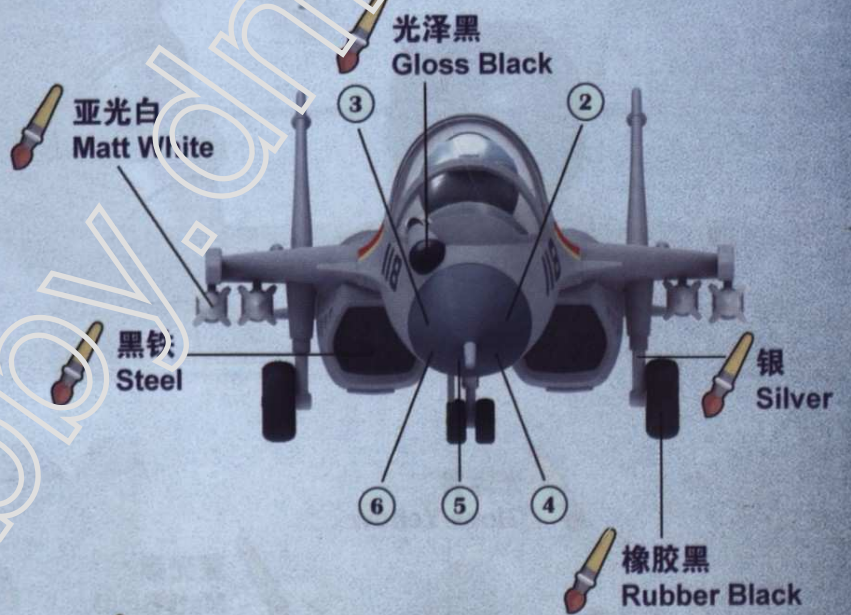 光泽黑
Gloss Black
③
②
亚光白
Matt White
118
118
黑铁
Steel
银
Silver
⑥
⑤
④
橡胶黑
Rubber Black